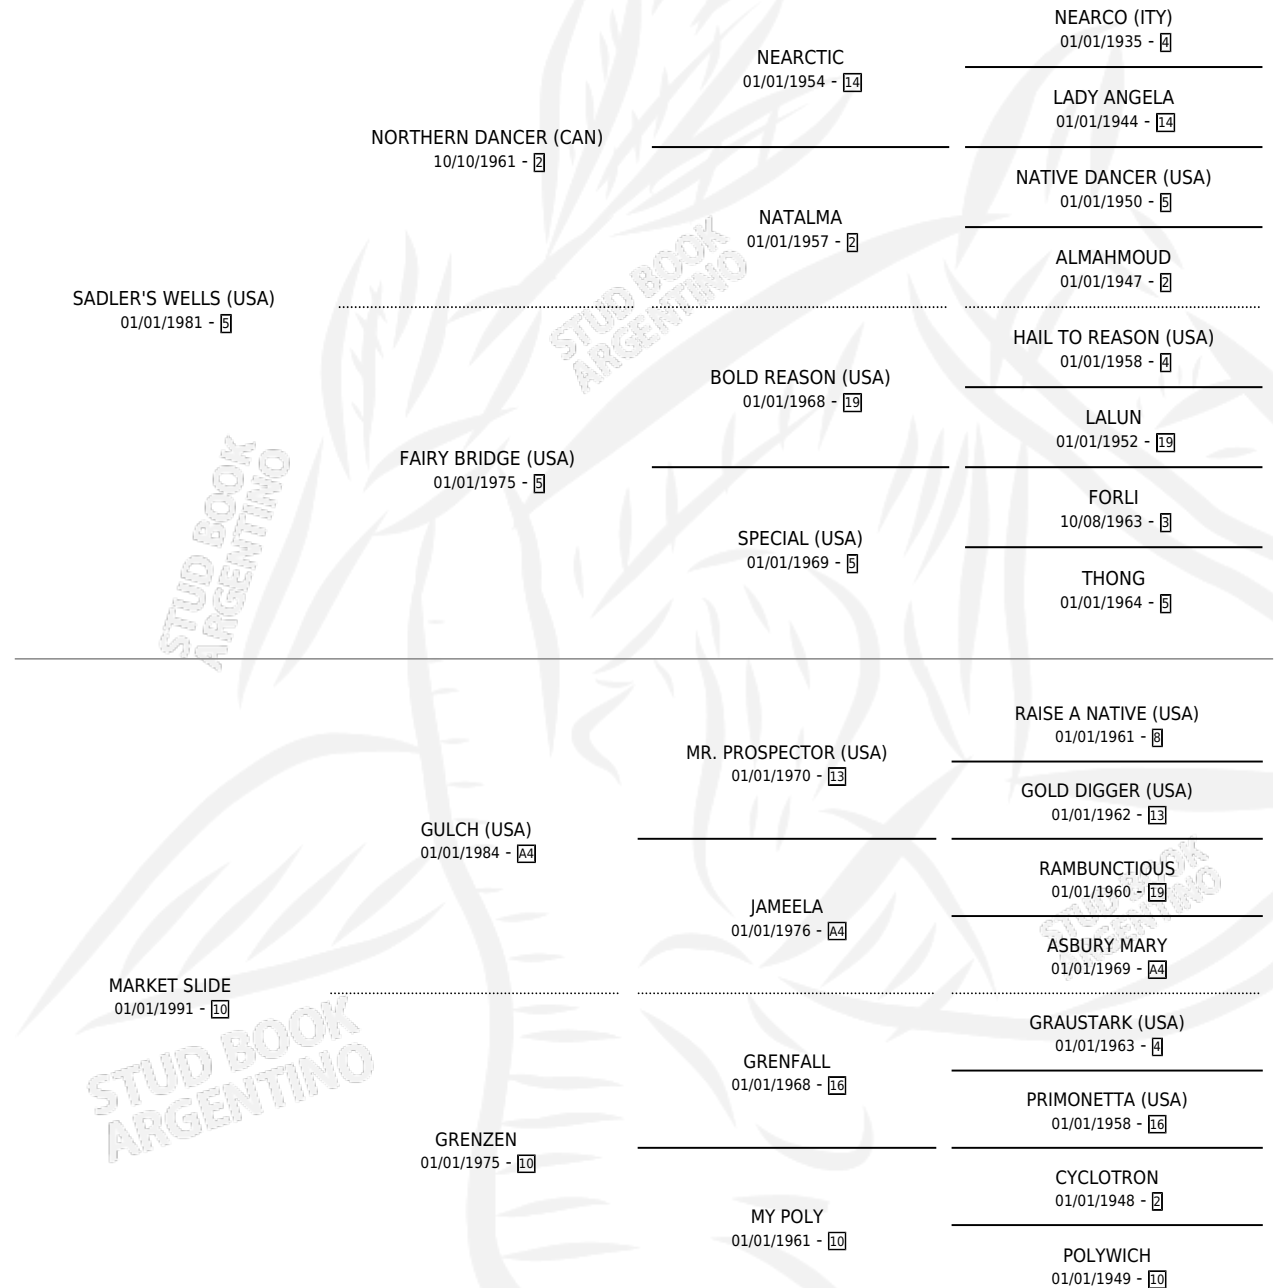 NEARCO (ITY)
01/01/1935 - 4
NEARCTIC
01/01/1954 - 14
LADY ANGELA
01/01/1944 - 14
NORTHERN DANCER (CAN)
10/10/1961 - 2
NATIVE DANCER (USA)
01/01/1950 - 5
NATALMA
01/01/1957 - 2
ALMAHMOUD
01/01/1947 - 2
SADLER'S WELLS (USA)
01/01/1981 - 5
HAIL TO REASON (USA)
01/01/1958 - 4
BOLD REASON (USA)
01/01/1968 - 19
LALUN
01/01/1952 - 19
FAIRY BRIDGE (USA)
01/01/1975 - 5
FORLI
10/08/1963 - 3
SPECIAL (USA)
01/01/1969 - 5
THONG
01/01/1964 - 5
RAISE A NATIVE (USA)
01/01/1961 - 8
MR. PROSPECTOR (USA)
01/01/1970 - 13
GOLD DIGGER (USA)
01/01/1962 - 13
GULCH (USA)
01/01/1984 - A4
RAMBUNCTIOUS
01/01/1960 - 19
JAMEELA
01/01/1976 - A4
ASBURY MARY
01/01/1969 - A4
MARKET SLIDE
01/01/1991 - 10
GRAUSTARK (USA)
01/01/1963 - 4
GRENFALL
01/01/1968 - 16
PRIMONETTA (USA)
01/01/1958 - 16
GRENZEN
01/01/1975 - 10
CYCLOTRON
01/01/1948 - 2
MY POLY
01/01/1961 - 10
POLYWICH
01/01/1949 - 10
STUD BOOK
ARGENTINO
STUD BOOK
ARGENTINO
STUD BOOK
ARGENTINO
STUD BOOK
ARGENTINO